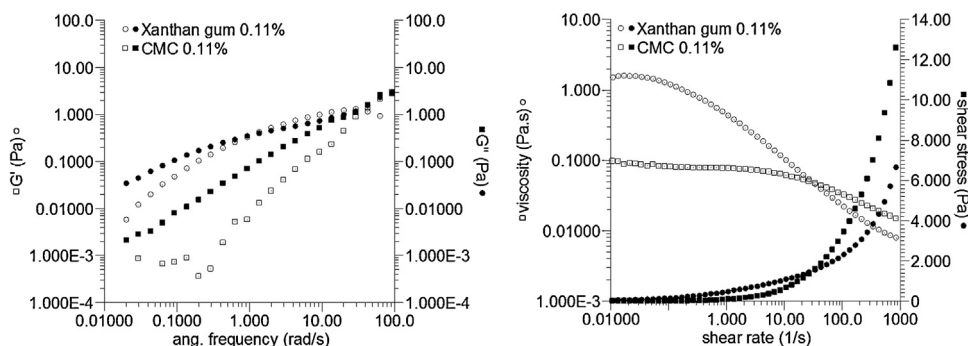 100.0
10.00
1.000
0.1000
0.01000
1.000E-3
1.000E-4
□G' (Pa) ○
○ ● Xanthan gum 0.11%
□ ■ CMC 0.11%
100.0
10.00
1.000
0.1000
0.01000
1.000E-3
1.000E-4
■ G'' (Pa) ●
0.01000 0.1000 1.000 10.00 100.0
ang. frequency (rad/s)
10.00
1.000
0.1000
0.01000
1.000E-3
□viscosity (Pa.s) ○
○ ● Xanthan gum 0.11%
□ ■ CMC 0.11%
14.00
12.00
10.00
8.000
6.000
4.000
2.000
0
■ shear stress (Pa) ●
0.0100 1.000 10.00 100.0 1000
shear rate (1/s)